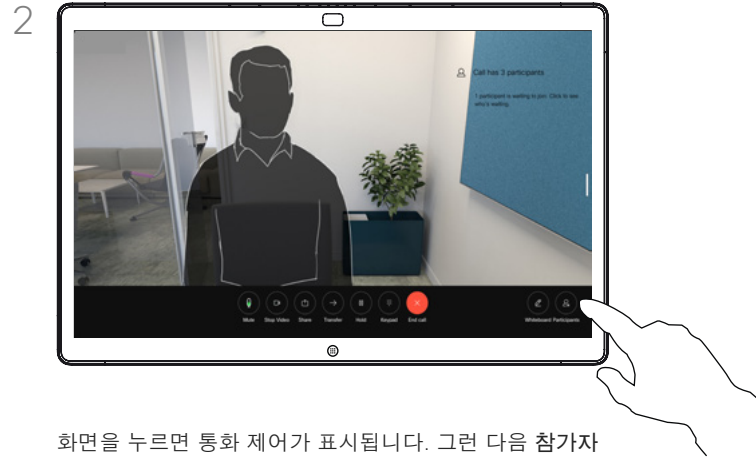 2
Call has 3 participants
1 participant is waiting to join. Click to see
who's waiting.
Mute Stop Video Share Transfer Hold Keypad End call Whiteboard Participants
화면을 누르면 통화 제어가 표시됩니다. 그런 다음 참가자